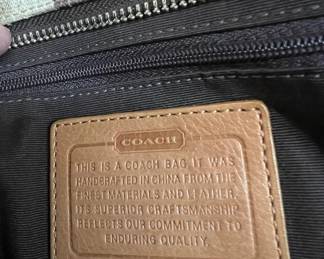 COACH
THIS IS A COACH BAG. IT WAS
HANDCRAFTED IN CHINA FROM THE
FINEST MATERIALS AND LEATHER.
IT'S SUPERIOR CRAFTSMANSHIP
REFLECTS OUR COMMITMENT TO
ENDURING QUALITY.